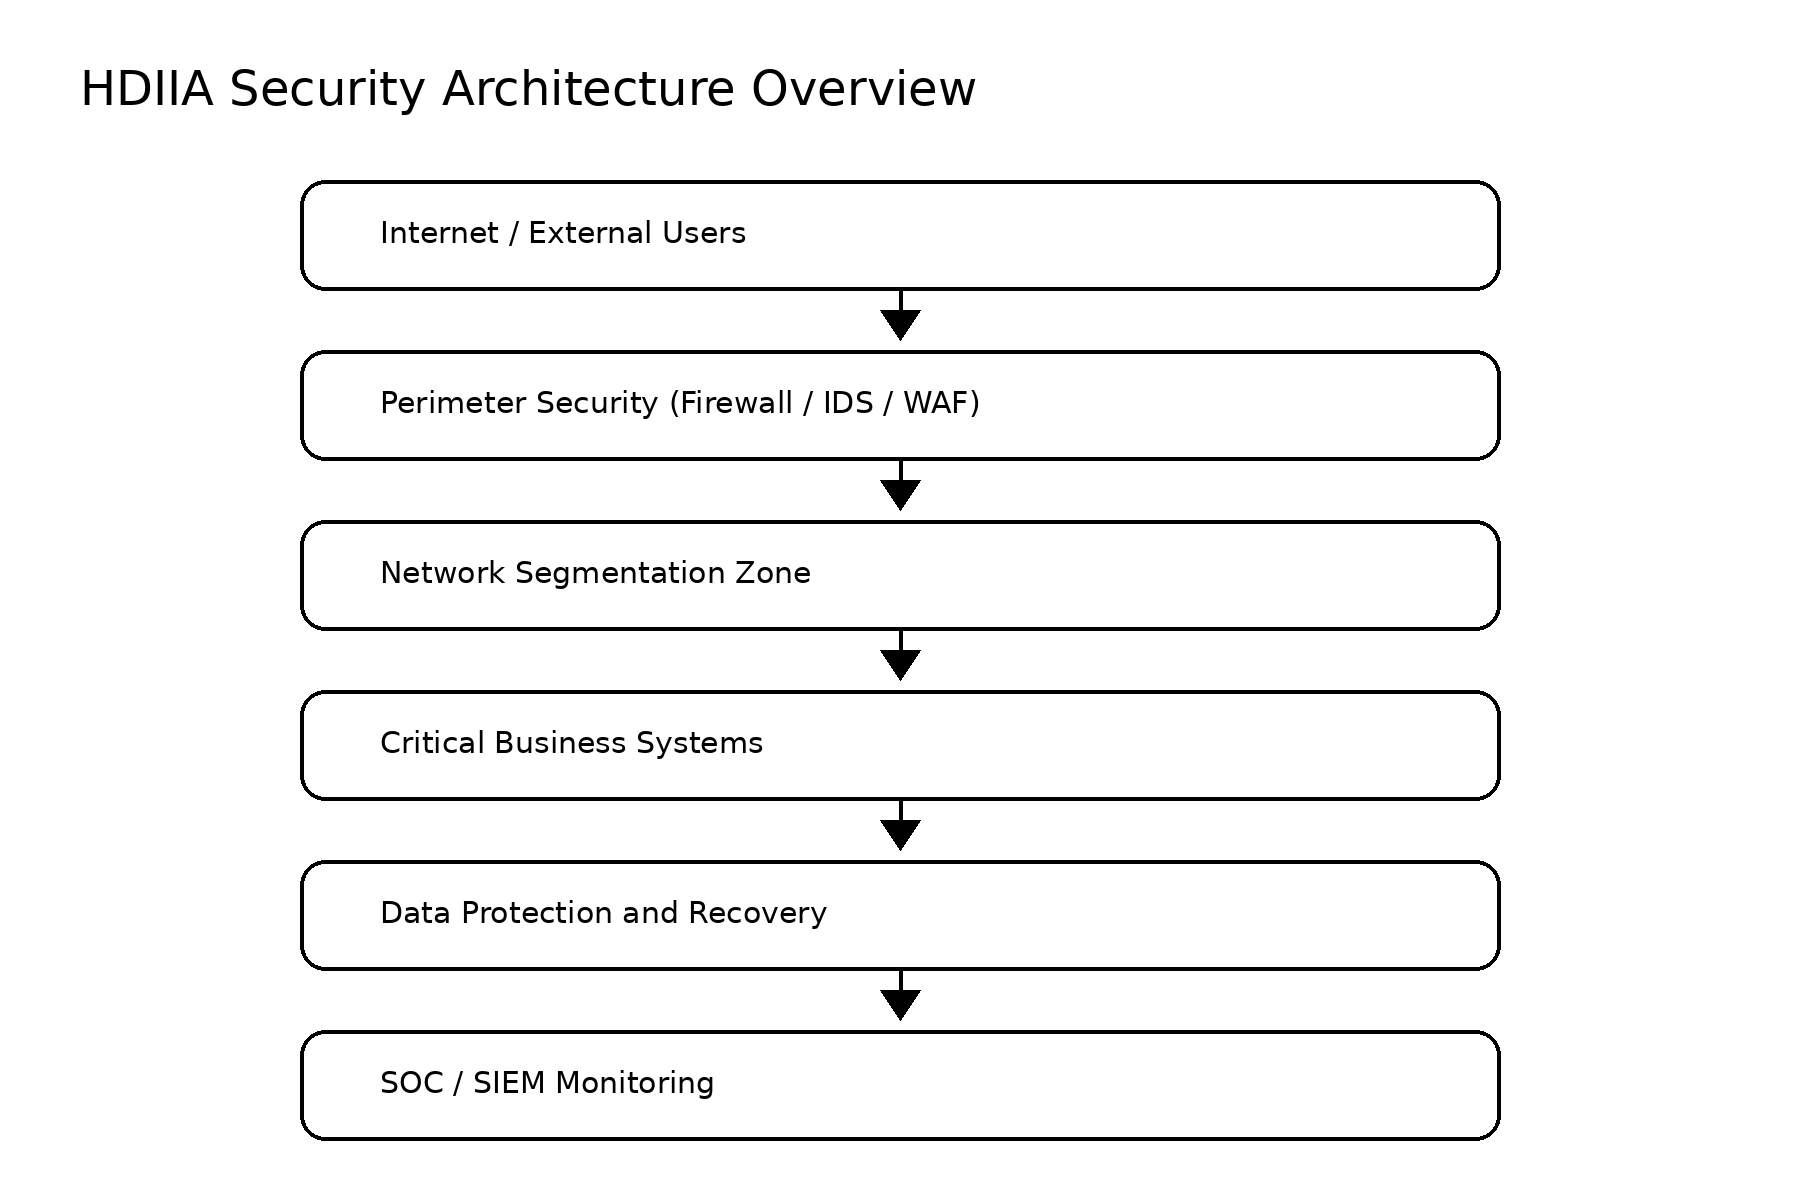 HDIIA Security Architecture Overview
Internet / External Users
Perimeter Security (Firewall / IDS / WAF)
Network Segmentation Zone
Critical Business Systems
Data Protection and Recovery
SOC / SIEM Monitoring